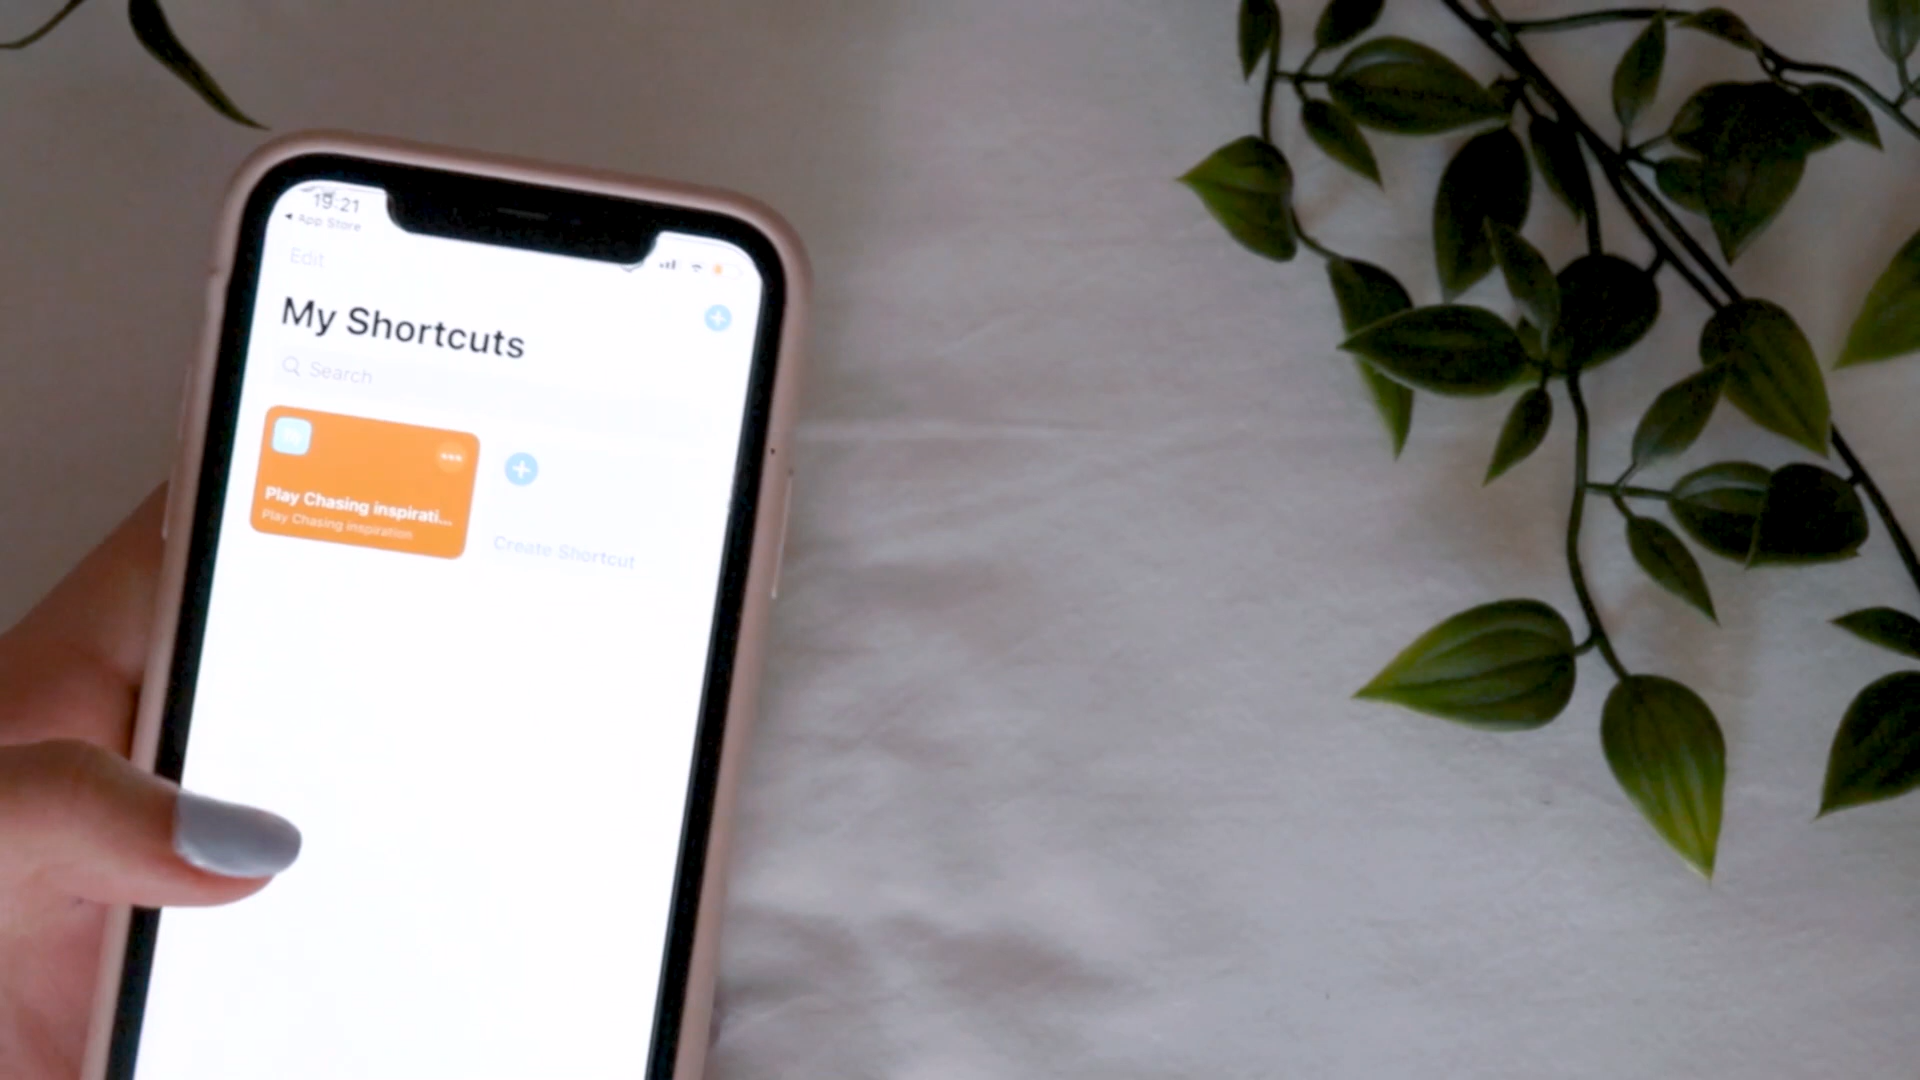 19:21
◀ App Store
Edit
My Shortcuts
Search
Play Chasing inspirati...
Play Chasing inspiration
Create Shortcut